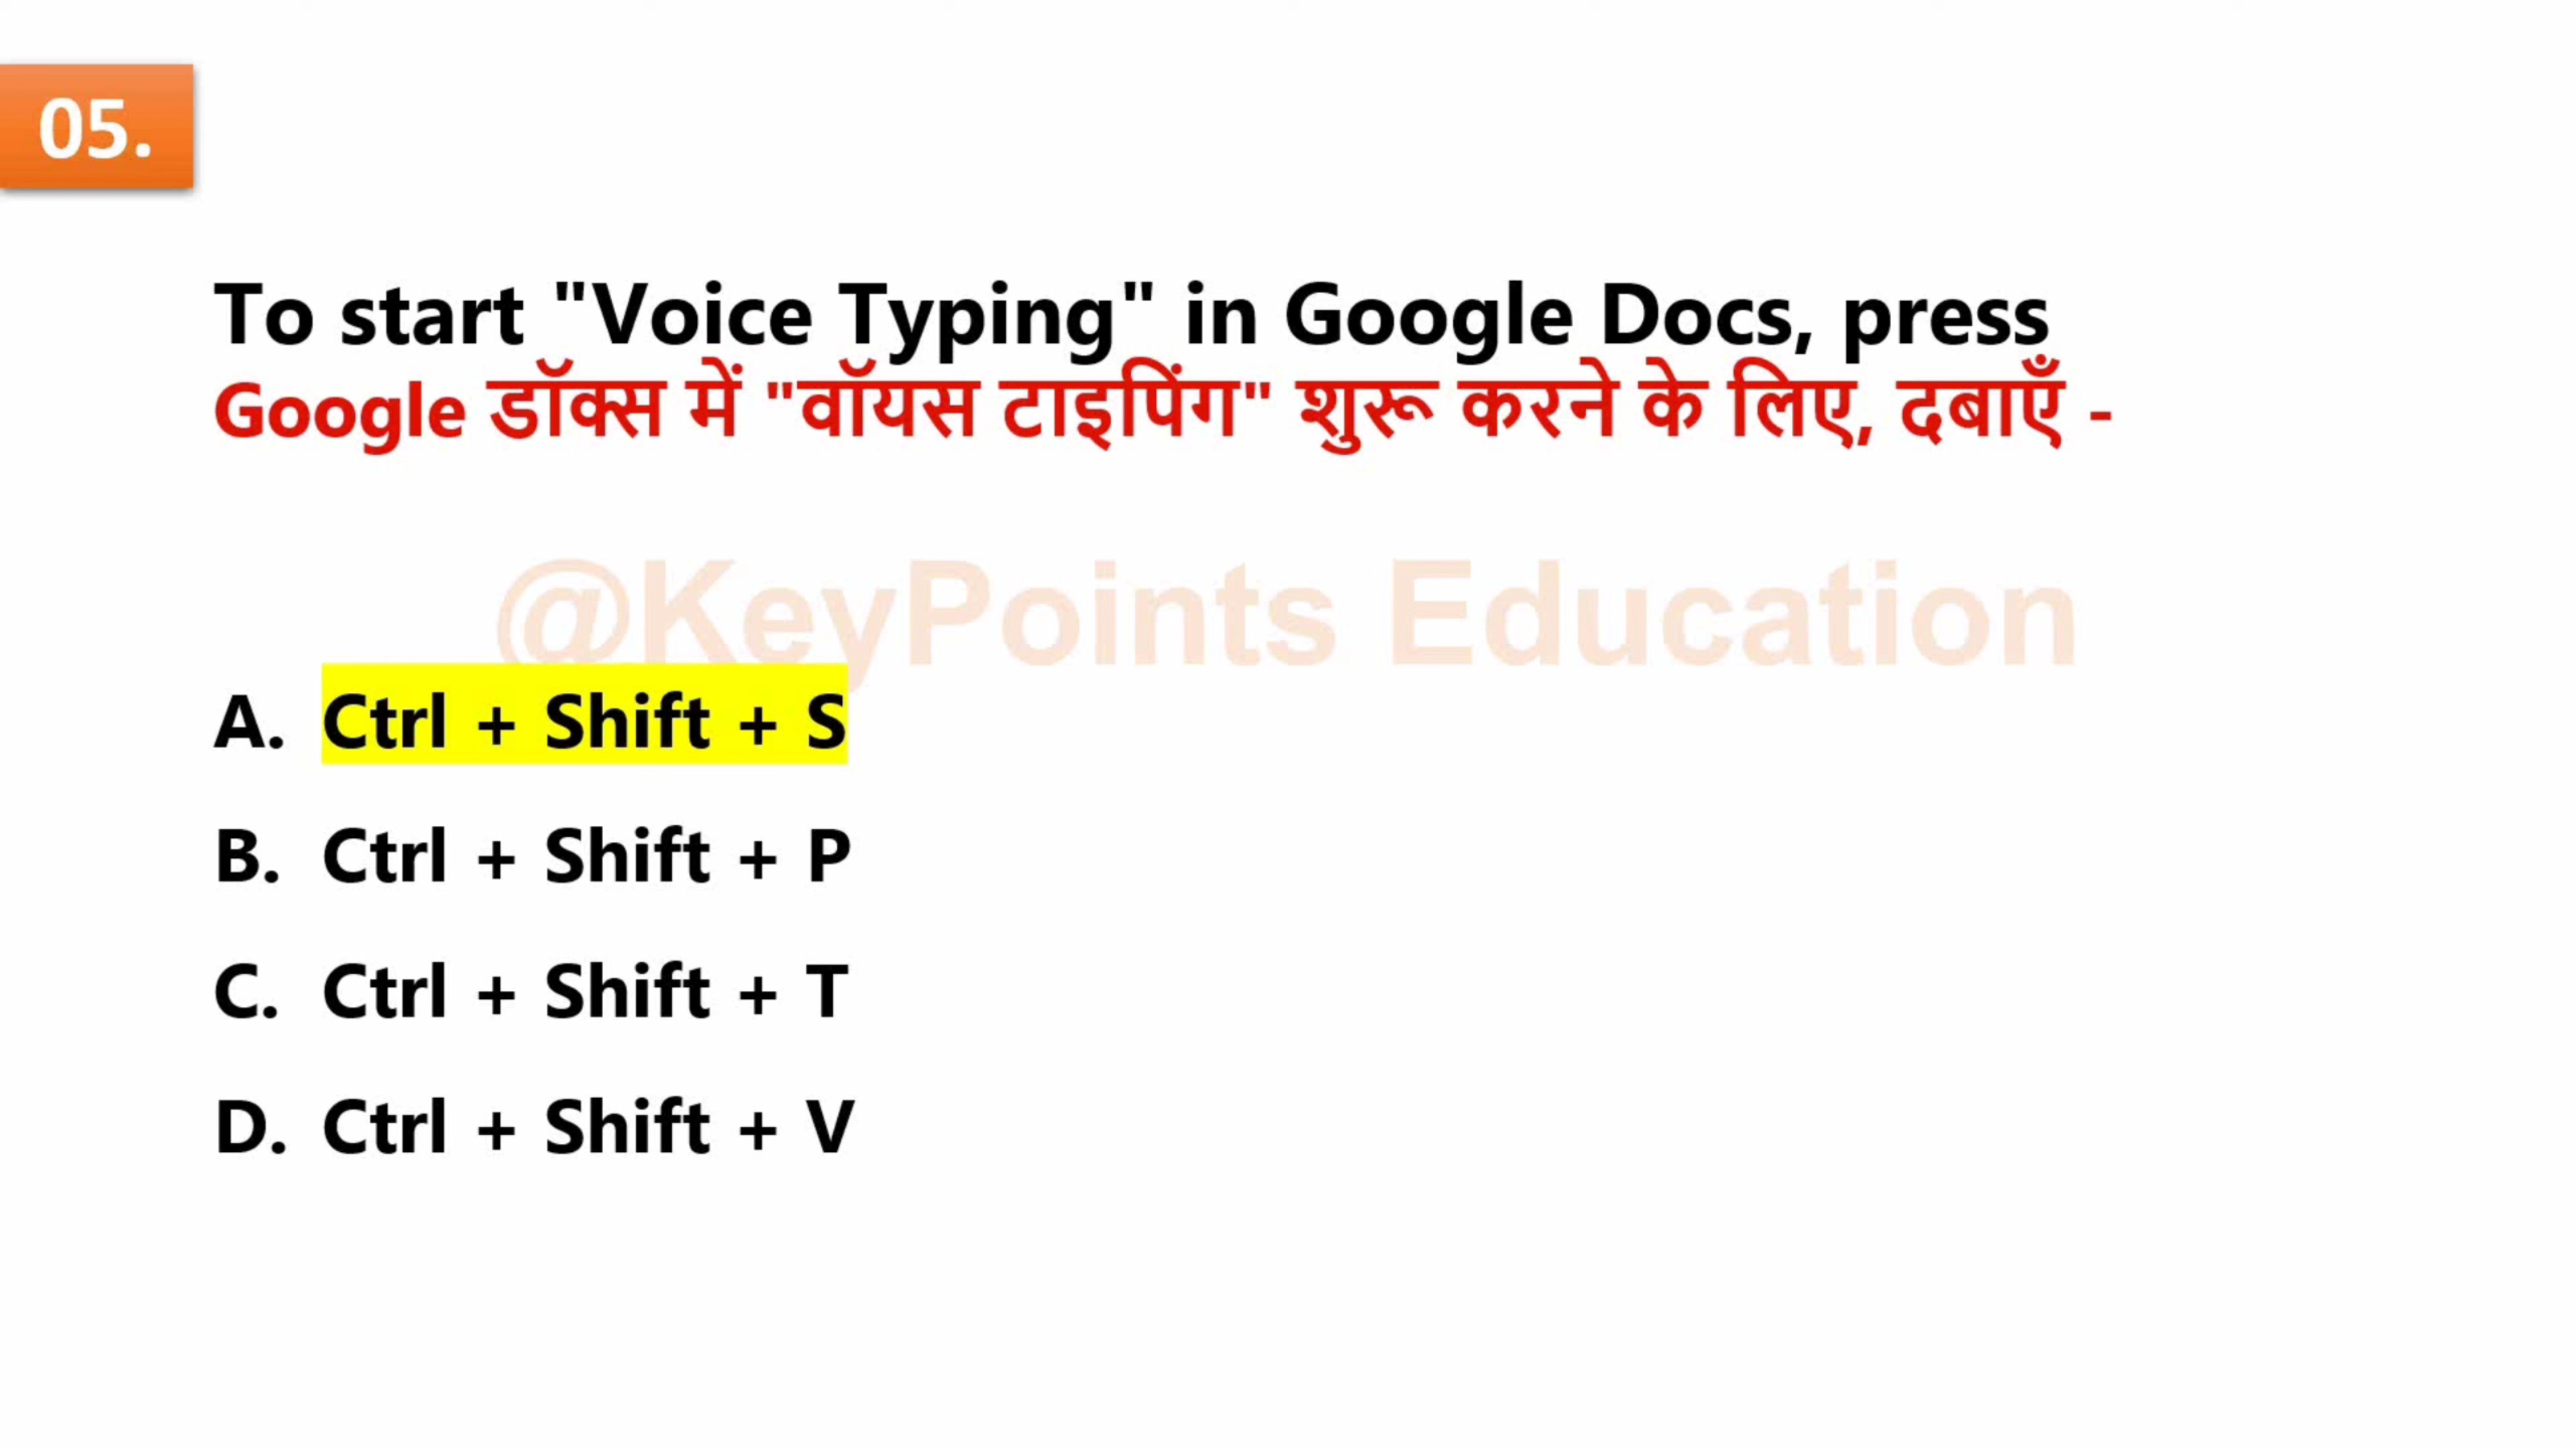 05.
To start "Voice Typing" in Google Docs, press
Google डॉक्स में "वॉयस टाइपिंग" शुरू करने के लिए, दबाएँ -
@KeyPoints Education
A. Ctrl + Shift + S
B. Ctrl + Shift + P
C. Ctrl + Shift + T
D. Ctrl + Shift + V